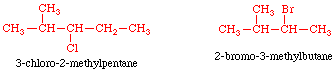 CH₃
CH₃—CH—CH—CH₂—CH₃
Cl
3-chloro-2-methylpentane
CH₃ Br
CH₃—CH—CH—CH₃
2-bromo-3-methylbutane